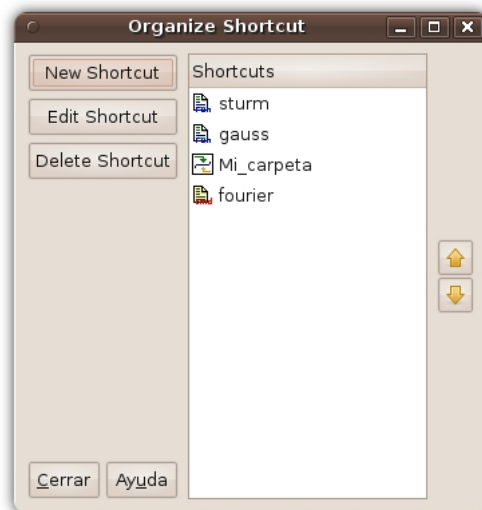 Organize Shortcut
New Shortcut
Edit Shortcut
Delete Shortcut
Shortcuts
sturm
gauss
Mi_carpeta
fourier
Cerrar
Ayuda